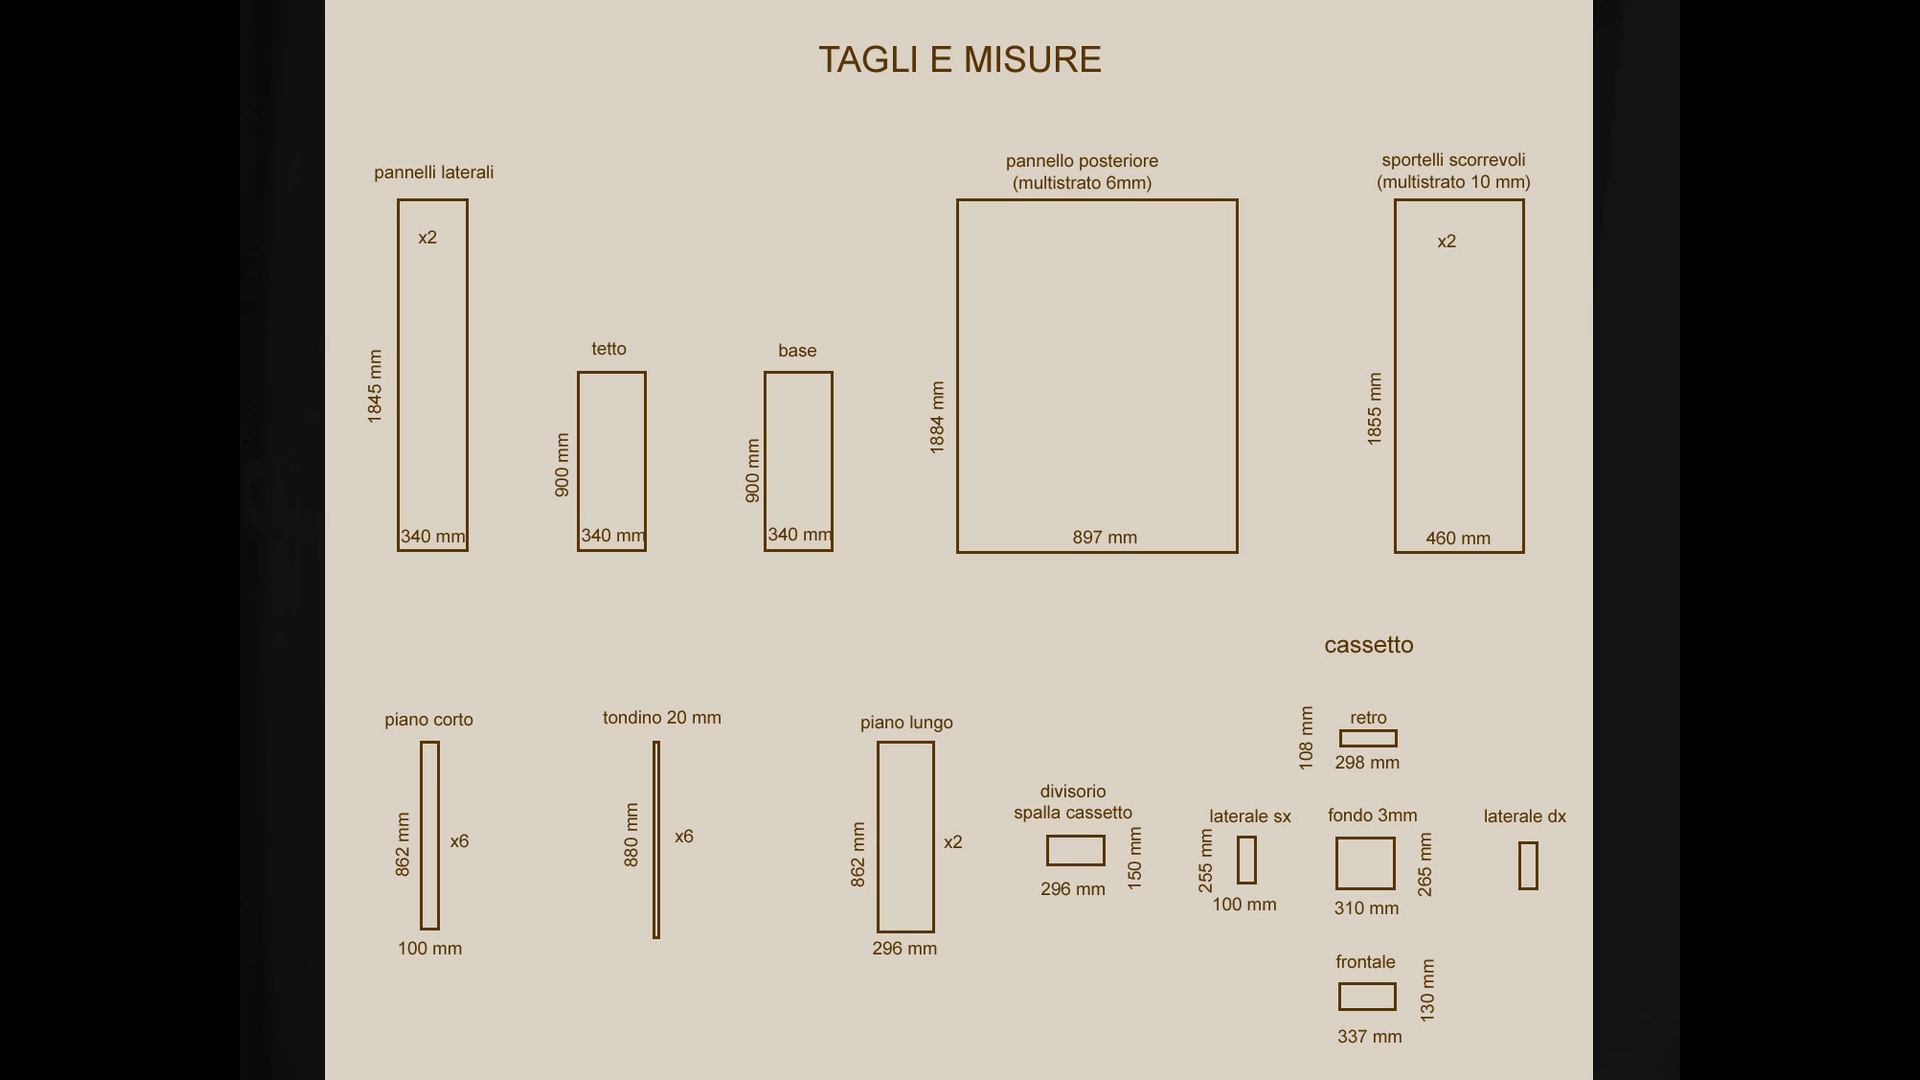 TAGLI E MISURE
pannelli laterali
x2
1845 mm
340 mm
tetto
900 mm
340 mm
base
900 mm
340 mm
pannello posteriore
(multistrato 6mm)
1884 mm
897 mm
sportelli scorrevoli
(multistrato 10 mm)
x2
1855 mm
460 mm
piano corto
862 mm
x6
100 mm
tondino 20 mm
880 mm
x6
piano lungo
862 mm
x2
296 mm
divisorio
spalla cassetto
150 mm
296 mm
cassetto
retro
108 mm
298 mm
laterale sx
255 mm
100 mm
fondo 3mm
265 mm
310 mm
laterale dx
frontale
130 mm
337 mm